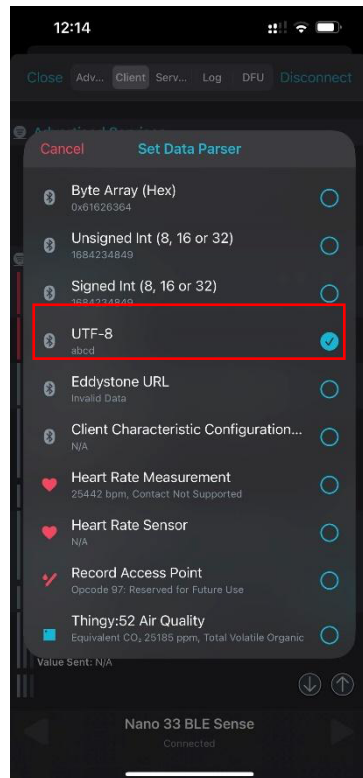 12:14
Close Adv... Client Serv... Log DFU Disconnect
Cancel Set Data Parser
Byte Array (Hex)
0x61626364
Unsigned Int (8, 16 or 32)
1684234849
Signed Int (8, 16 or 32)
1684234849
UTF-8
abcd
Eddystone URL
Invalid Data
Client Characteristic Configuration...
N/A
Heart Rate Measurement
25442 bpm, Contact Not Supported
Heart Rate Sensor
N/A
Record Access Point
Opcode 97: Reserved for Future Use
Thingy:52 Air Quality
Equivalent CO₂ 25185 ppm, Total Volatile Organic
Value Sent: N/A
Nano 33 BLE Sense
Connected